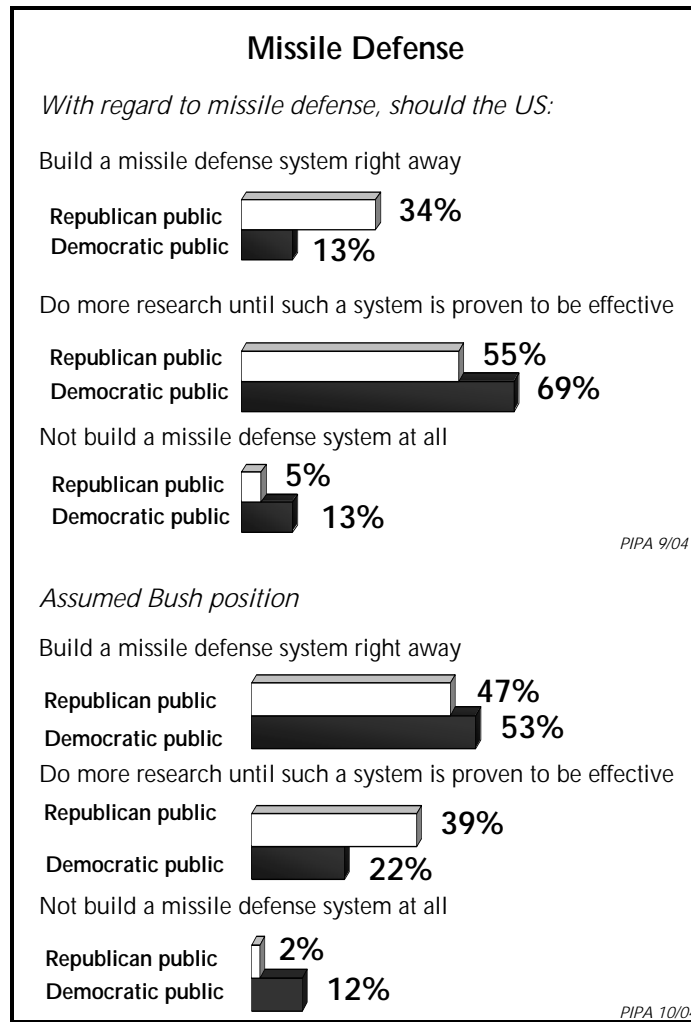 Missile Defense
With regard to missile defense, should the US:
Build a missile defense system right away
Republican public 34%
Democratic public 13%
Do more research until such a system is proven to be effective
Republican public 55%
Democratic public 69%
Not build a missile defense system at all
Republican public 5%
Democratic public 13%
PIPA 9/04
Assumed Bush position
Build a missile defense system right away
Republican public 47%
Democratic public 53%
Do more research until such a system is proven to be effective
Republican public 39%
Democratic public 22%
Not build a missile defense system at all
Republican public 2%
Democratic public 12%
PIPA 10/04